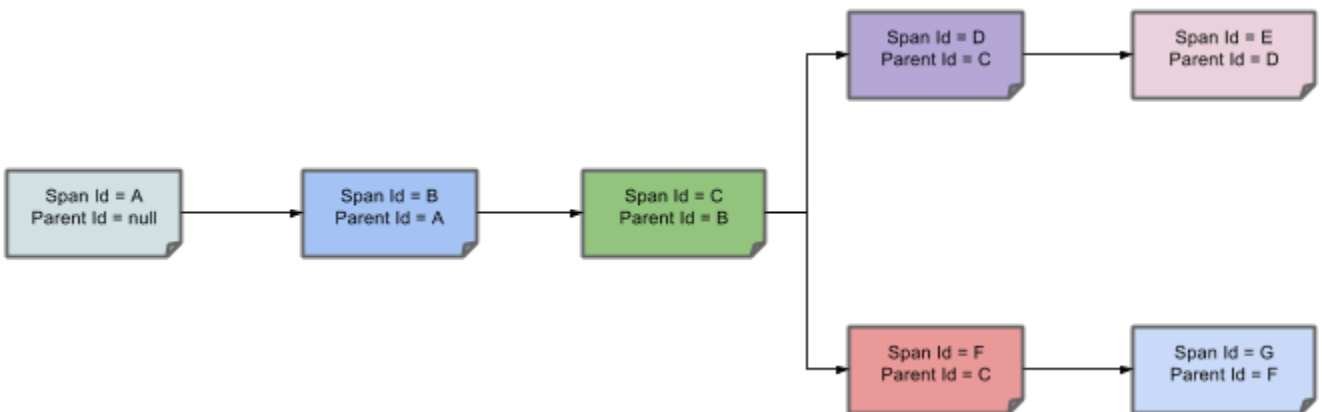 Span Id = A
Parent Id = null
Span Id = B
Parent Id = A
Span Id = C
Parent Id = B
Span Id = D
Parent Id = C
Span Id = E
Parent Id = D
Span Id = F
Parent Id = C
Span Id = G
Parent Id = F